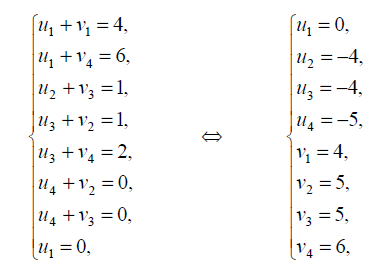 u₁ + v₁ = 4,
u₁ + v₄ = 6,
u₂ + v₃ = 1,
u₃ + v₂ = 1,
u₃ + v₄ = 2,
u₄ + v₂ = 0,
u₄ + v₃ = 0,
u₁ = 0,
⇔
u₁ = 0,
u₂ = −4,
u₃ = −4,
u₄ = −5,
v₁ = 4,
v₂ = 5,
v₃ = 5,
v₄ = 6,